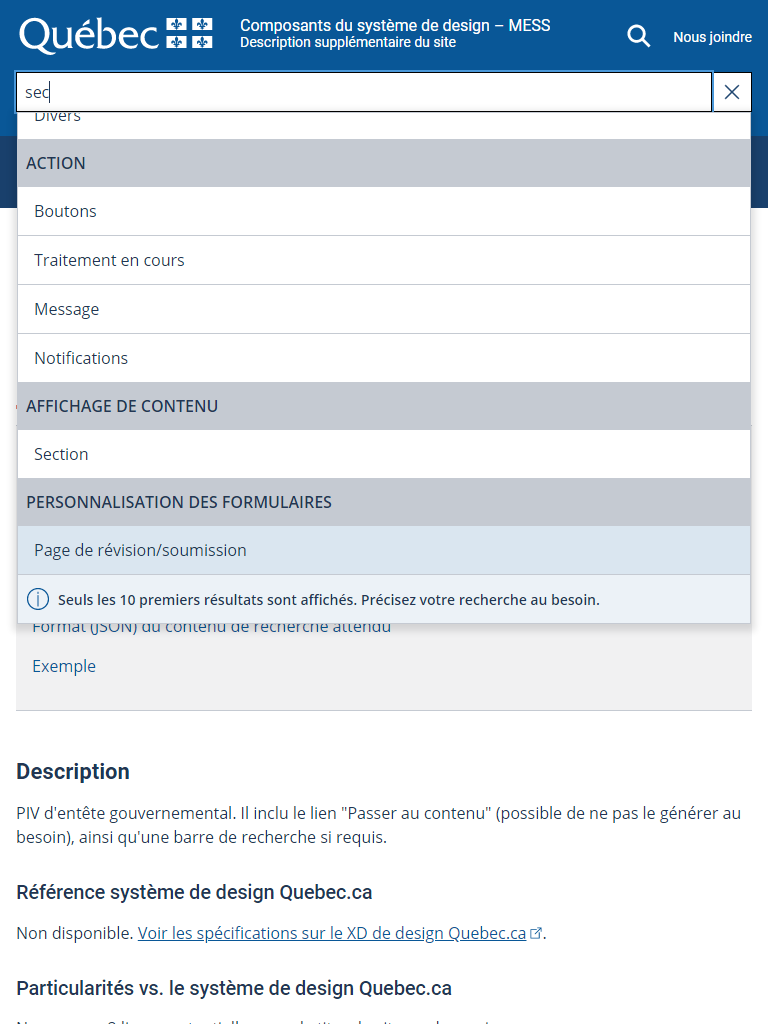 Québec
Composants du système de design – MESS
Description supplémentaire du site
Nous joindre
sec
Divers
ACTION
Boutons
Traitement en cours
Message
Notifications
AFFICHAGE DE CONTENU
Section
PERSONNALISATION DES FORMULAIRES
Page de révision/soumission
Seuls les 10 premiers résultats sont affichés. Précisez votre recherche au besoin.
Format (JSON) du contenu de recherche attendu
Exemple
Description
PIV d'entête gouvernemental. Il inclu le lien "Passer au contenu" (possible de ne pas le générer au
besoin), ainsi qu'une barre de recherche si requis.
Référence système de design Quebec.ca
Non disponible. Voir les spécifications sur le XD de design Quebec.ca.
Particularités vs. le système de design Quebec.ca